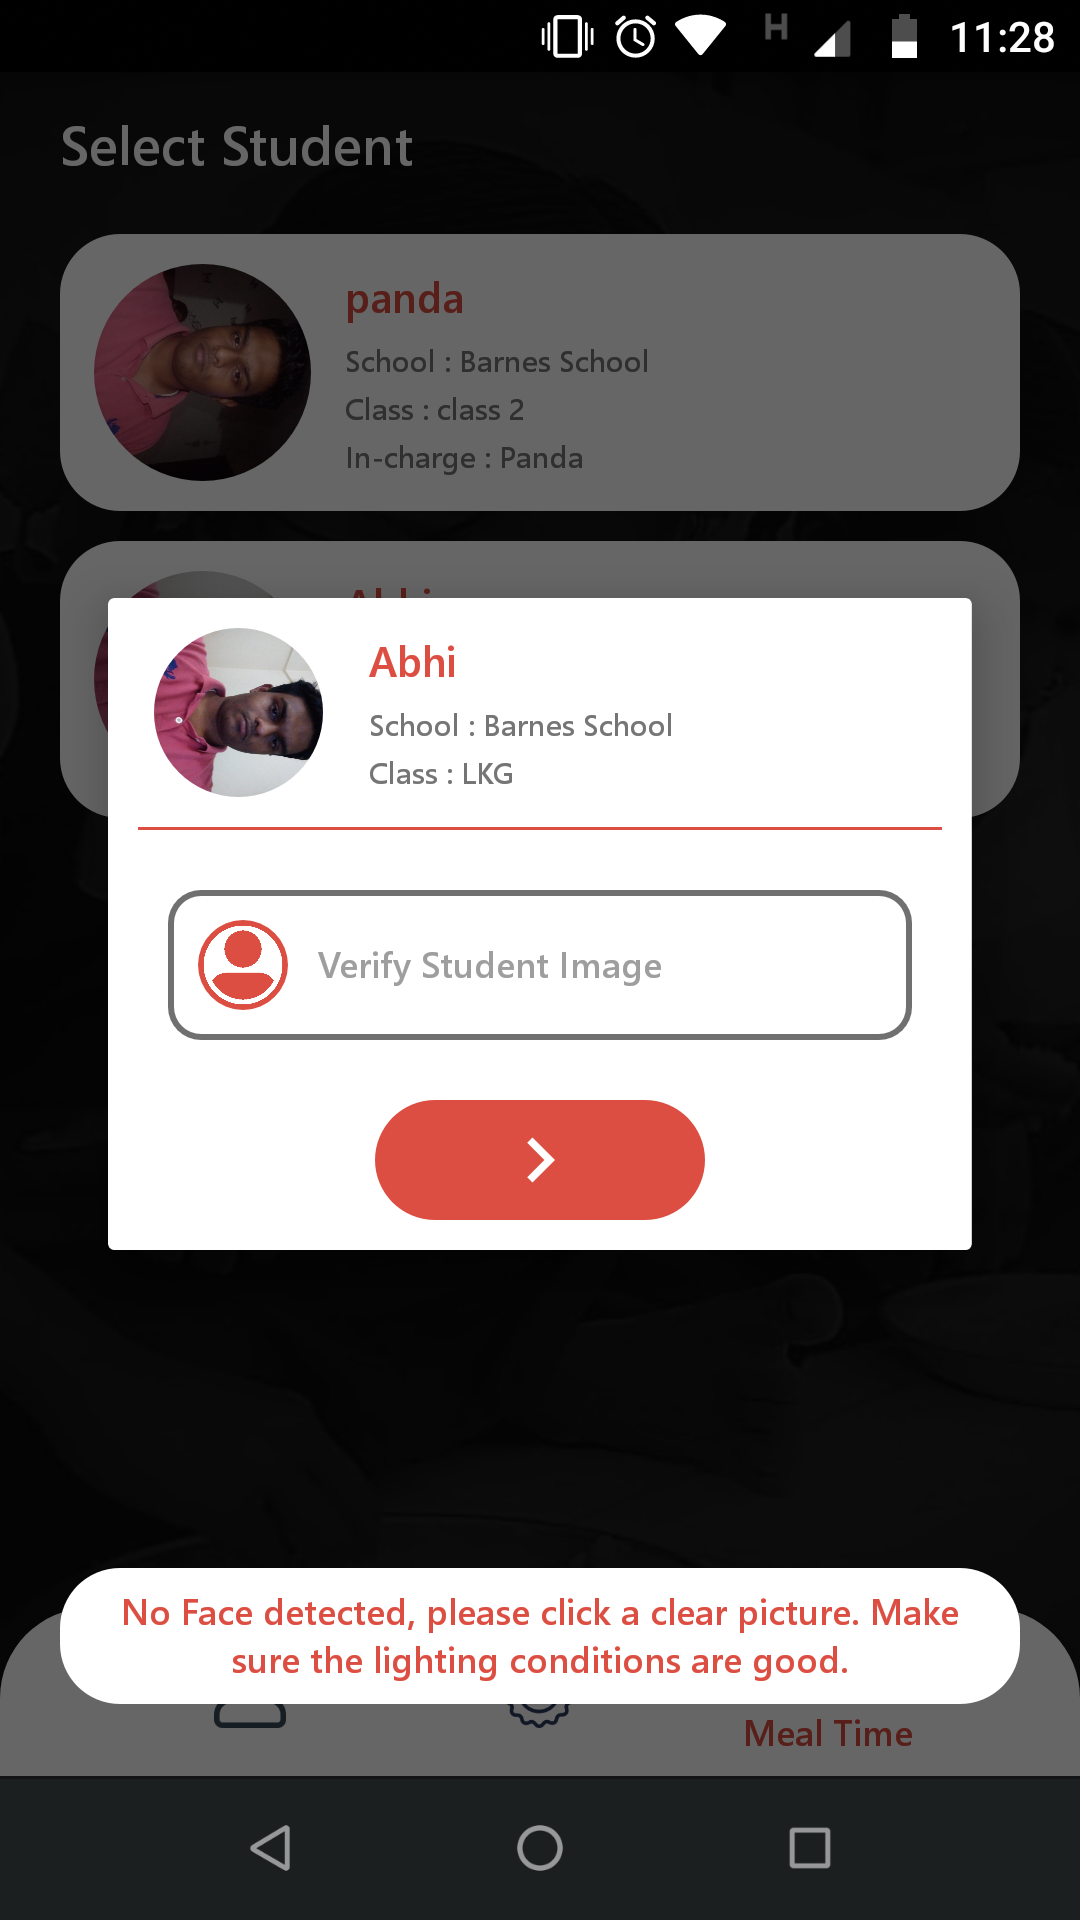 H 11:28
Select Student
panda
School : Barnes School
Class : class 2
In-charge : Panda
Abhi
School : Barnes School
Class : LKG
Verify Student Image
No Face detected, please click a clear picture. Make
sure the lighting conditions are good.
Meal Time